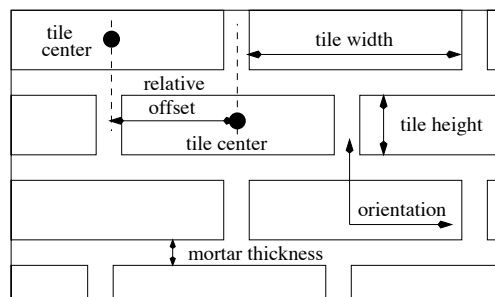 tile
center
tile width
relative
offset
tile height
tile center
orientation
mortar thickness